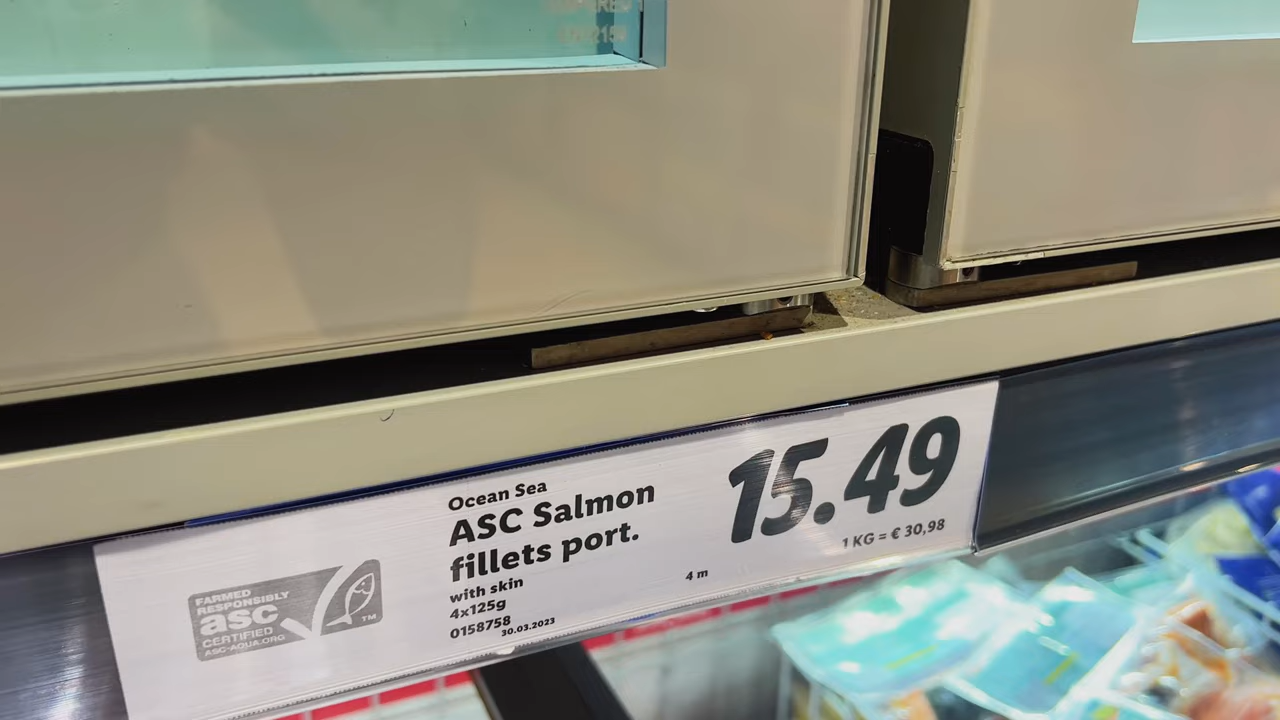 Ocean Sea
ASC Salmon
fillets port.
with skin
4x125g
0158758 30.03.2023
4 m
15.49
1 KG = € 30,98
FARMED
RESPONSIBLY
asc
CERTIFIED
ASC-AQUA.ORG
TM